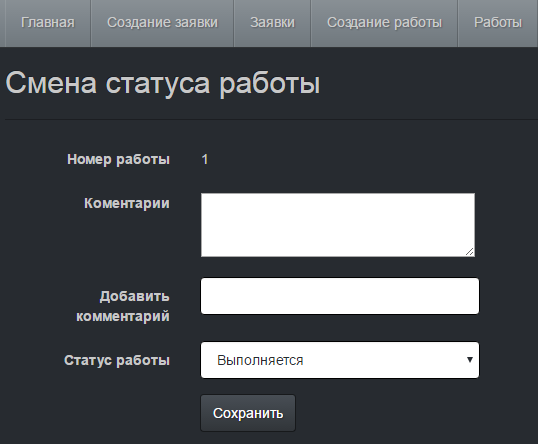 Главная Создание заявки Заявки Создание работы Работы
Смена статуса работы
Номер работы 1
Коментарии
Добавить
комментарий
Статус работы Выполняется
Сохранить